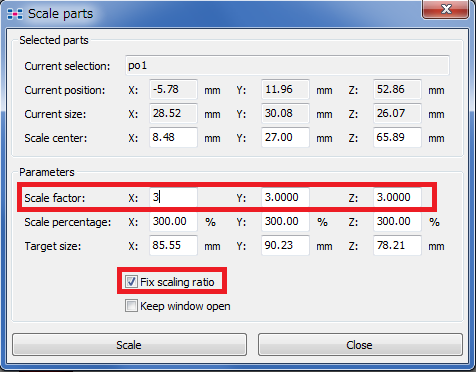 Scale parts
Selected parts
Current selection: po1
Current position: X: -5.78 mm Y: 11.96 mm Z: 52.86 mm
Current size: X: 28.52 mm Y: 30.08 mm Z: 26.07 mm
Scale center: X: 8.48 mm Y: 27.00 mm Z: 65.89 mm
Parameters
Scale factor: X: 3 Y: 3.0000 Z: 3.0000
Scale percentage: X: 300.00 % Y: 300.00 % Z: 300.00 %
Target size: X: 85.55 mm Y: 90.23 mm Z: 78.21 mm
Fix scaling ratio
Keep window open
Scale Close